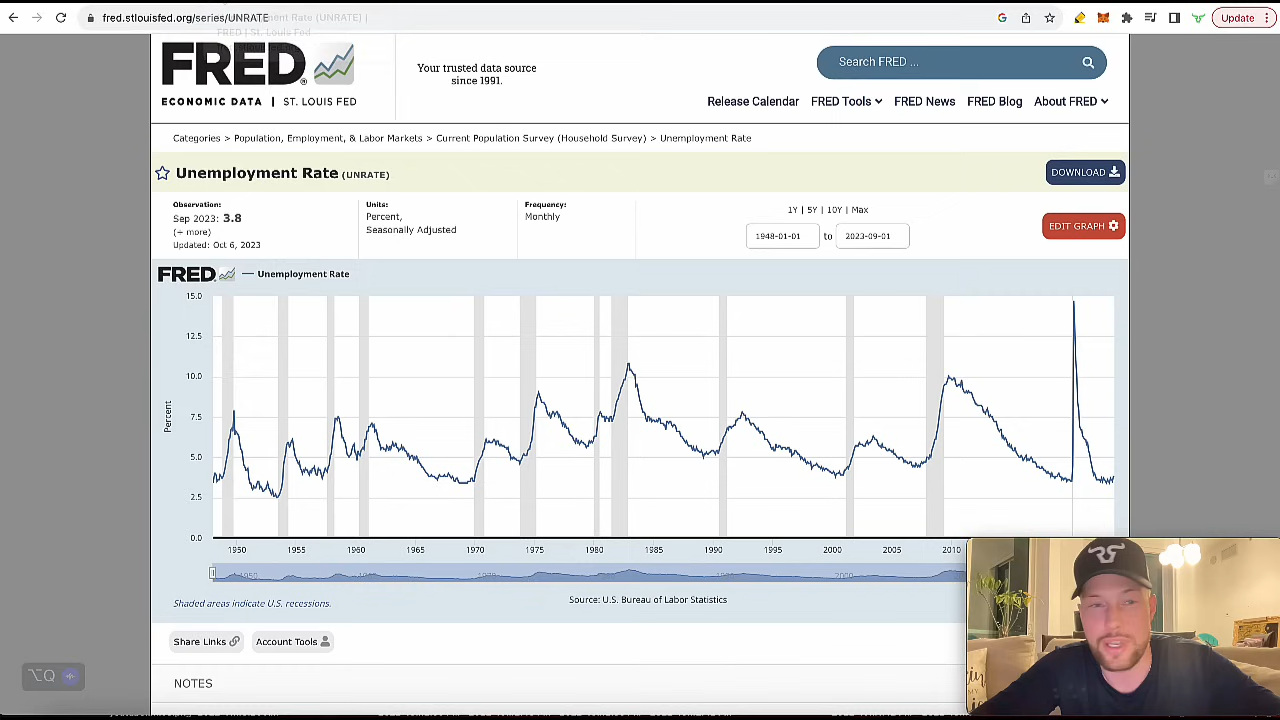 fred.stlouisfed.org/series/UNRATE
Update
FRED
ECONOMIC DATA | ST. LOUIS FED
Your trusted data source
since 1991.
Search FRED ...
Release Calendar FRED Tools FRED News FRED Blog About FRED
Categories > Population, Employment, & Labor Markets > Current Population Survey (Household Survey) > Unemployment Rate
Unemployment Rate (UNRATE)
DOWNLOAD
Observation:
Sep 2023: 3.8
(+ more)
Updated: Oct 6, 2023
Units:
Percent,
Seasonally Adjusted
Frequency:
Monthly
1Y | 5Y | 10Y | Max
1948-01-01 to 2023-09-01
EDIT GRAPH
FRED — Unemployment Rate
15.0
12.5
10.0
7.5
5.0
2.5
0.0
Percent
1950 1955 1960 1965 1970 1975 1980 1985 1990 1995 2000 2005 2010
1950 1970 2000
Shaded areas indicate U.S. recessions.
Source: U.S. Bureau of Labor Statistics
Share Links Account Tools
⌥Q
NOTES